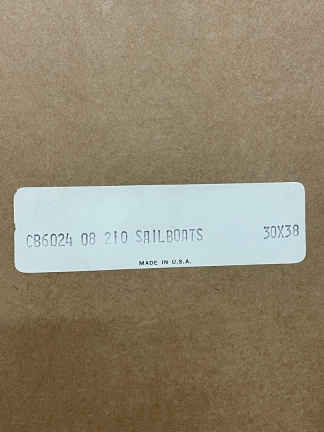 CB6024 08 210 SAILBOATS 30X38
MADE IN U.S.A.